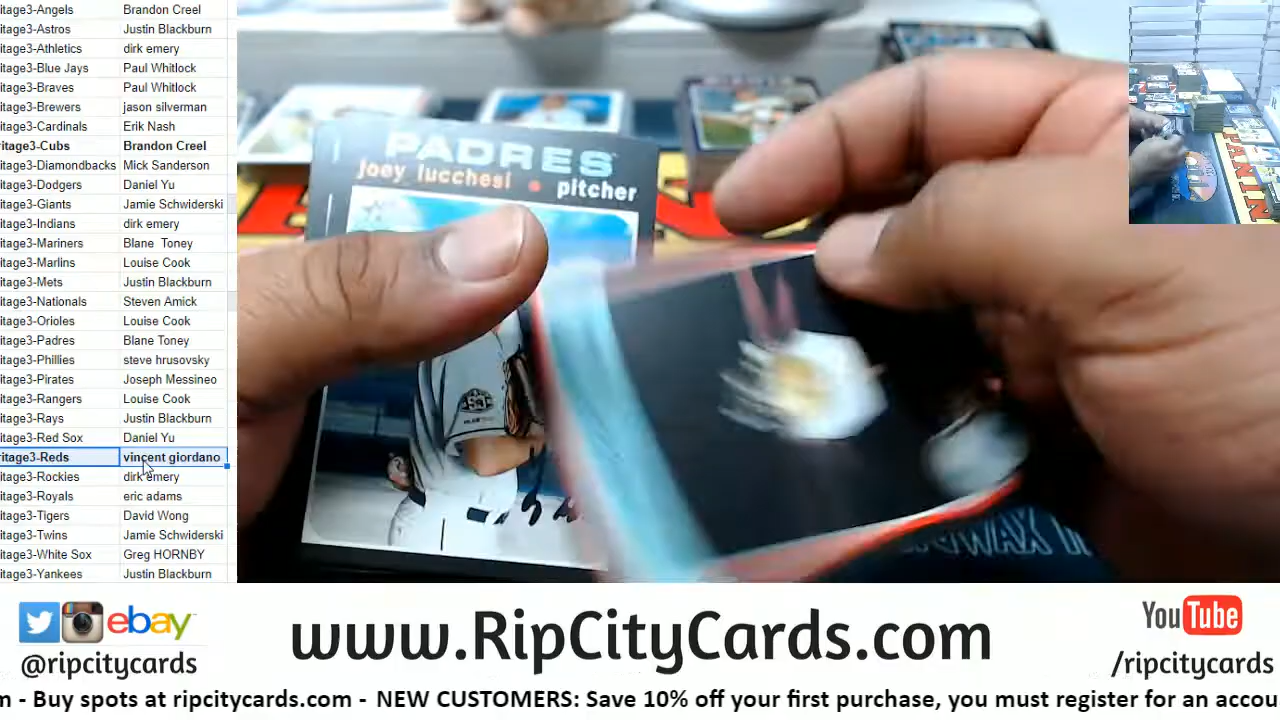 itage3-Angels Brandon Creel
itage3-Astros Justin Blackburn
itage3-Athletics dirk emery
itage3-Blue Jays Paul Whitlock
itage3-Braves Paul Whitlock
itage3-Brewers jason silverman
itage3-Cardinals Erik Nash
ritage3-Cubs Brandon Creel
itage3-Diamondbacks Mick Sanderson
itage3-Dodgers Daniel Yu
itage3-Giants Jamie Schwiderski
itage3-Indians dirk emery
itage3-Mariners Blane Toney
itage3-Marlins Louise Cook
itage3-Mets Justin Blackburn
itage3-Nationals Steven Amick
itage3-Orioles Louise Cook
itage3-Padres Blane Toney
itage3-Phillies steve hrusovsky
itage3-Pirates Joseph Messineo
itage3-Rangers Louise Cook
itage3-Rays Justin Blackburn
itage3-Red Sox Daniel Yu
ritage3-Reds vincent giordano
itage3-Rockies dirk emery
itage3-Royals eric adams
itage3-Tigers David Wong
itage3-Twins Jamie Schwiderski
itage3-White Sox Greg HORNBY
itage3-Yankees Justin Blackburn
PADRES
joey lucchesi • pitcher
PANIN
ebay
@ripcitycards
www.RipCityCards.com
YouTube
/ripcitycards
m - Buy spots at ripcitycards.com - NEW CUSTOMERS: Save 10% off your first purchase, you must register for an accou